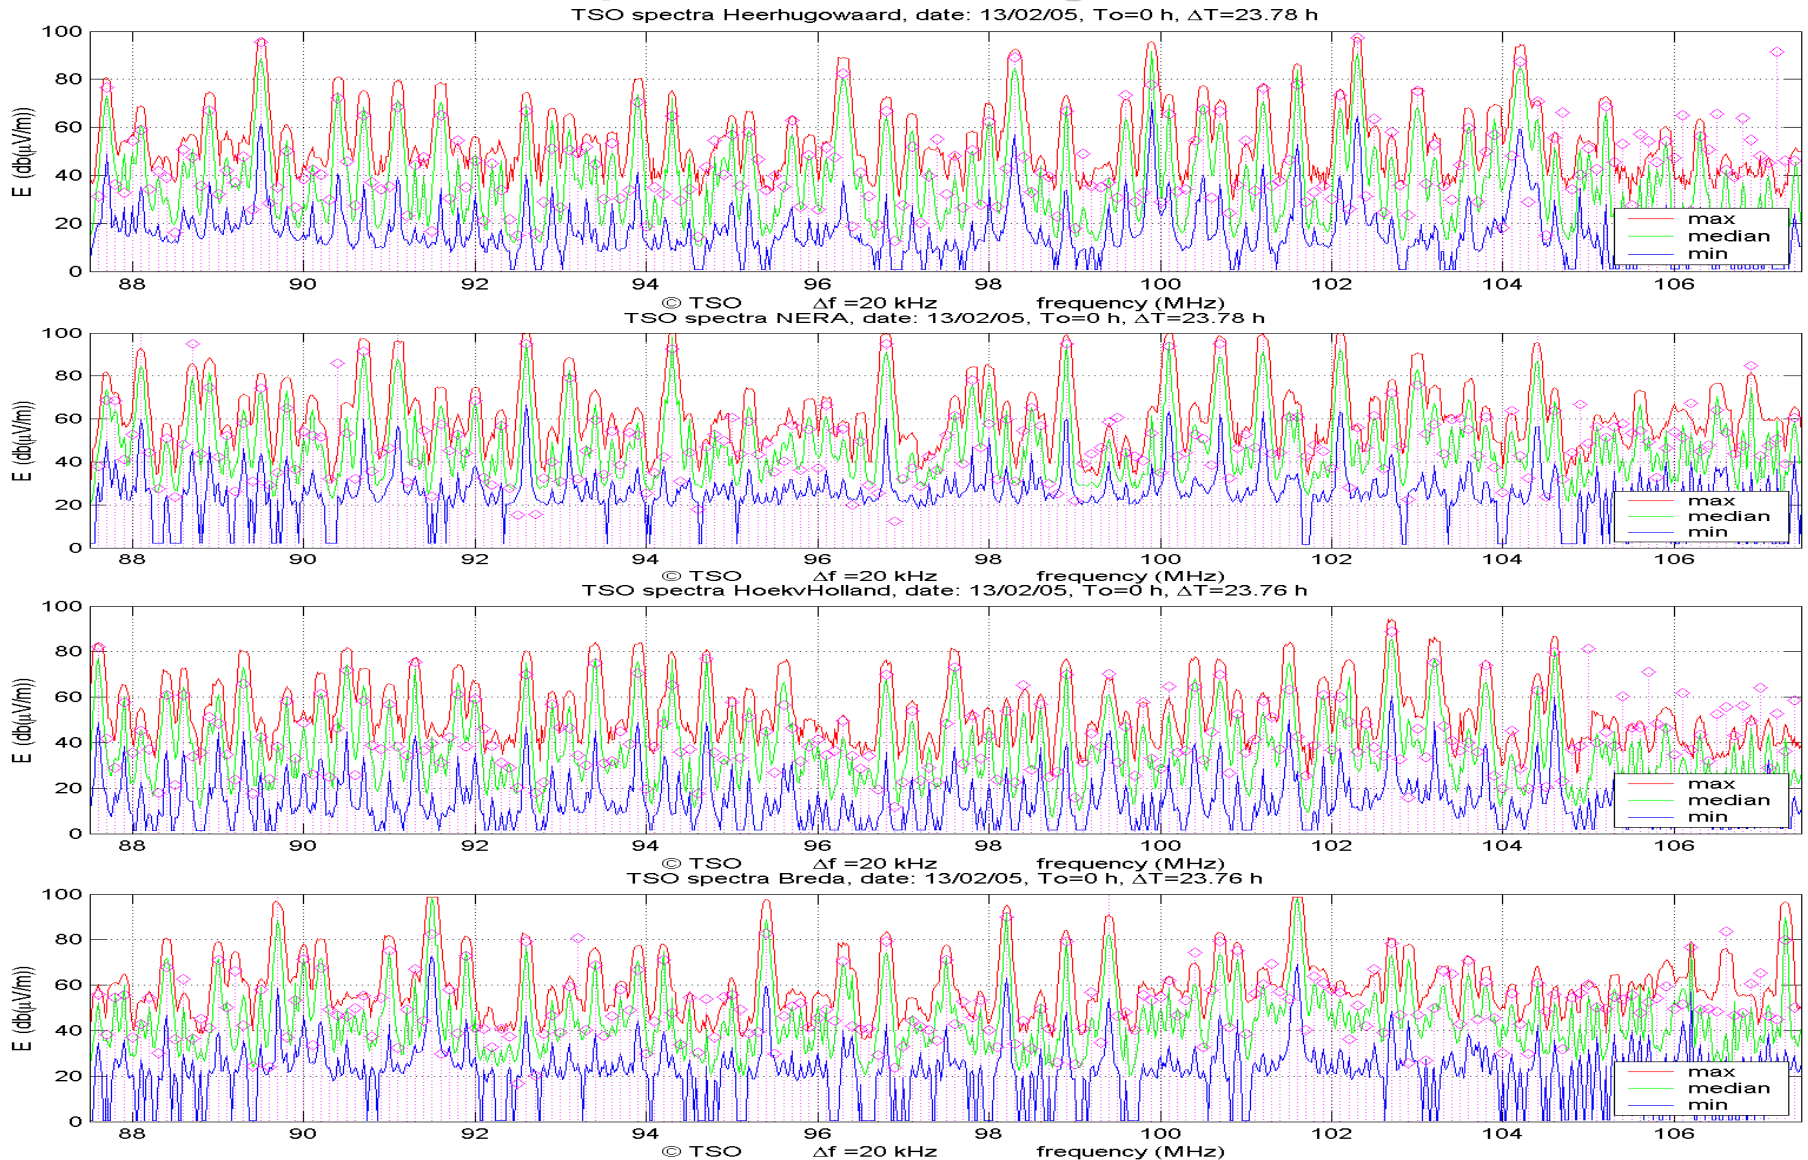 TSO spectra Heerhugowaard, date: 13/02/05, To=0 h, ΔT=23.78 h
100
80
60
40
20
0
E (db(μV/m))
max
median
min
88 90 92 94 96 98 100 102 104 106
© TSO Δf =20 kHz frequency (MHz)
TSO spectra NERA, date: 13/02/05, To=0 h, ΔT=23.78 h
100
80
60
40
20
0
E (db(μV/m))
max
median
min
88 90 92 94 96 98 100 102 104 106
© TSO Δf =20 kHz frequency (MHz)
TSO spectra HoekvHolland, date: 13/02/05, To=0 h, ΔT=23.76 h
100
80
60
40
20
0
E (db(μV/m))
max
median
min
88 90 92 94 96 98 100 102 104 106
© TSO Δf =20 kHz frequency (MHz)
TSO spectra Breda, date: 13/02/05, To=0 h, ΔT=23.76 h
100
80
60
40
20
0
E (db(μV/m))
max
median
min
88 90 92 94 96 98 100 102 104 106
© TSO Δf =20 kHz frequency (MHz)